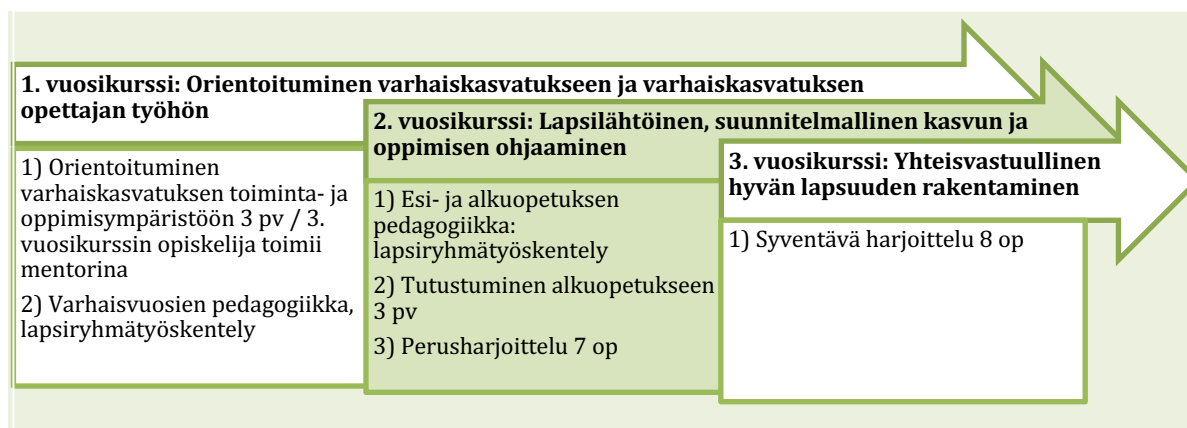 1. vuosikurssi: Orientoituminen varhaiskasvatukseen ja varhaiskasvatuksen
opettajan työhön
1) Orientoituminen
varhaiskasvatuksen toiminta- ja
oppimisympäristöön 3 pv / 3.
vuosikurssin opiskelija toimii
mentorina
2) Varhaisvuosien pedagogiikka,
lapsiryhmätyöskentely
2. vuosikurssi: Lapsilähtöinen, suunnitelmallinen kasvun ja
oppimisen ohjaaminen
1) Esi- ja alkuopetuksen
pedagogiikka:
lapsiryhmätyöskentely
2) Tutustuminen alkuopetukseen
3 pv
3) Perusharjoittelu 7 op
3. vuosikurssi: Yhteisvastuullinen
hyvän lapsuuden rakentaminen
1) Syventävä harjoittelu 8 op